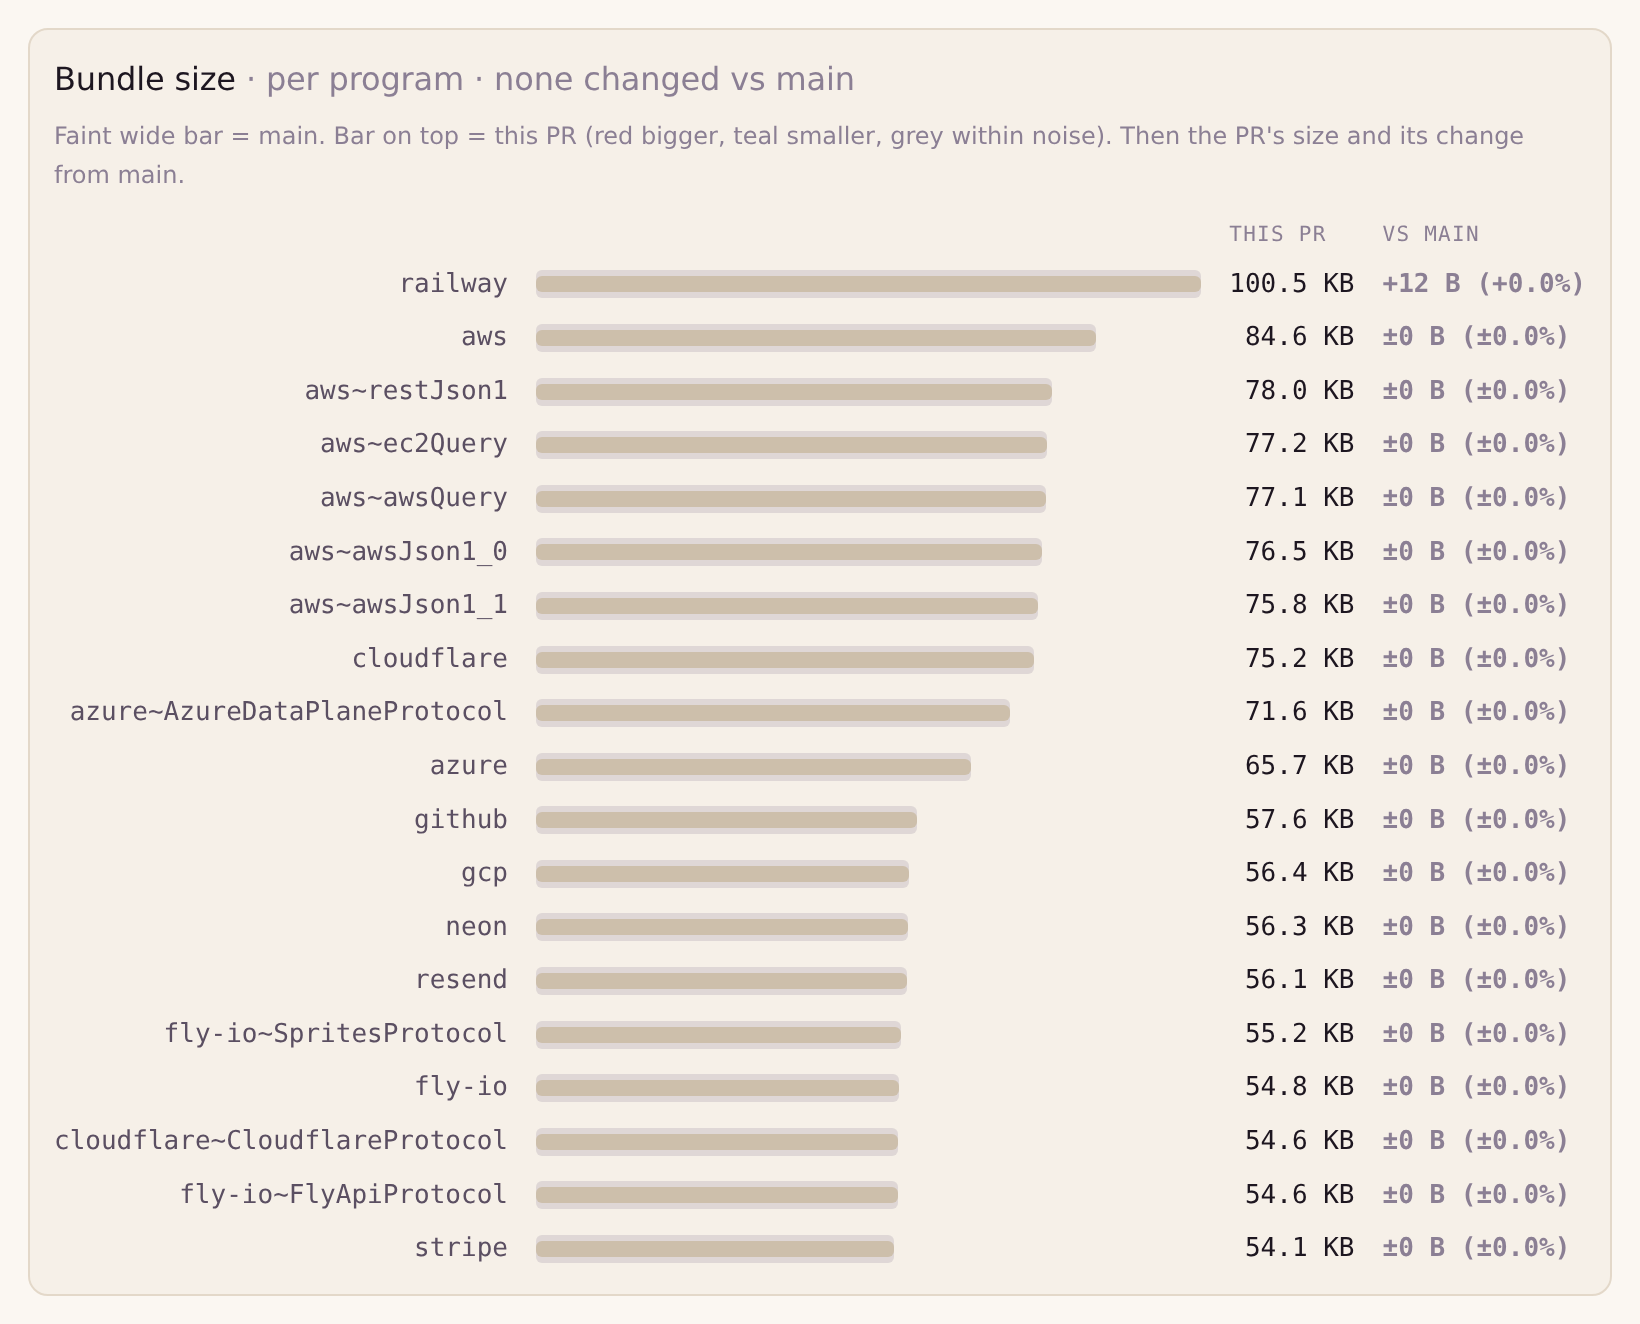 Bundle size · per program · none changed vs main
Faint wide bar = main. Bar on top = this PR (red bigger, teal smaller, grey within noise). Then the PR's size and its change
from main.
THIS PR VS MAIN
railway 100.5 KB +12 B (+0.0%)
aws 84.6 KB ±0 B (±0.0%)
aws~restJson1 78.0 KB ±0 B (±0.0%)
aws~ec2Query 77.2 KB ±0 B (±0.0%)
aws~awsQuery 77.1 KB ±0 B (±0.0%)
aws~awsJson1_0 76.5 KB ±0 B (±0.0%)
aws~awsJson1_1 75.8 KB ±0 B (±0.0%)
cloudflare 75.2 KB ±0 B (±0.0%)
azure~AzureDataPlaneProtocol 71.6 KB ±0 B (±0.0%)
azure 65.7 KB ±0 B (±0.0%)
github 57.6 KB ±0 B (±0.0%)
gcp 56.4 KB ±0 B (±0.0%)
neon 56.3 KB ±0 B (±0.0%)
resend 56.1 KB ±0 B (±0.0%)
fly-io~SpritesProtocol 55.2 KB ±0 B (±0.0%)
fly-io 54.8 KB ±0 B (±0.0%)
cloudflare~CloudflareProtocol 54.6 KB ±0 B (±0.0%)
fly-io~FlyApiProtocol 54.6 KB ±0 B (±0.0%)
stripe 54.1 KB ±0 B (±0.0%)